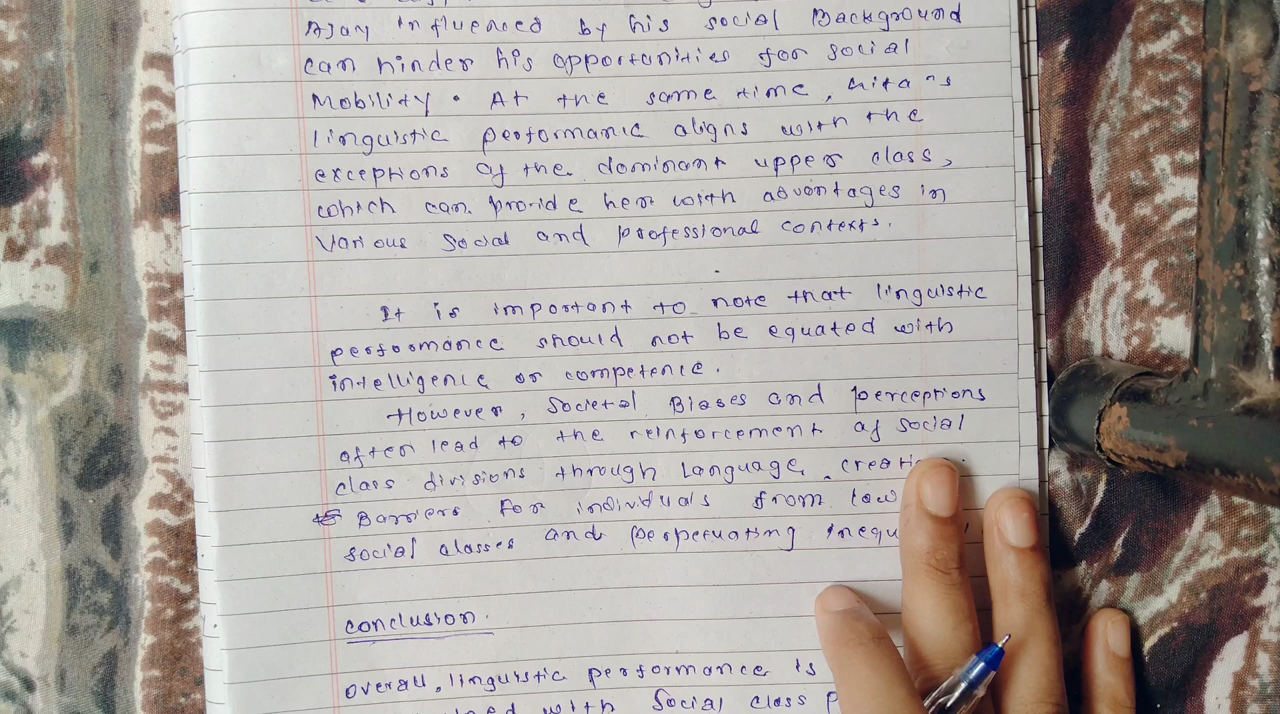 Ajay influenced by his social Background
can hinder his opportunities for social
Mobility. At the same time, nita's
linguistic performance aligns with the
exceptions of the dominant upper class,
which can provide her with advantages in
various social and professional contexts.
It is important to note that linguistic
performance should not be equated with
intelligence or competence.
However, societal Biases and perceptions
often lead to the reinforcement of social
class divisions through language, creati
Barriers for individuals from low
social classes and perpetuating inequ
conclusion.
overall, linguistic performance is
with social class p